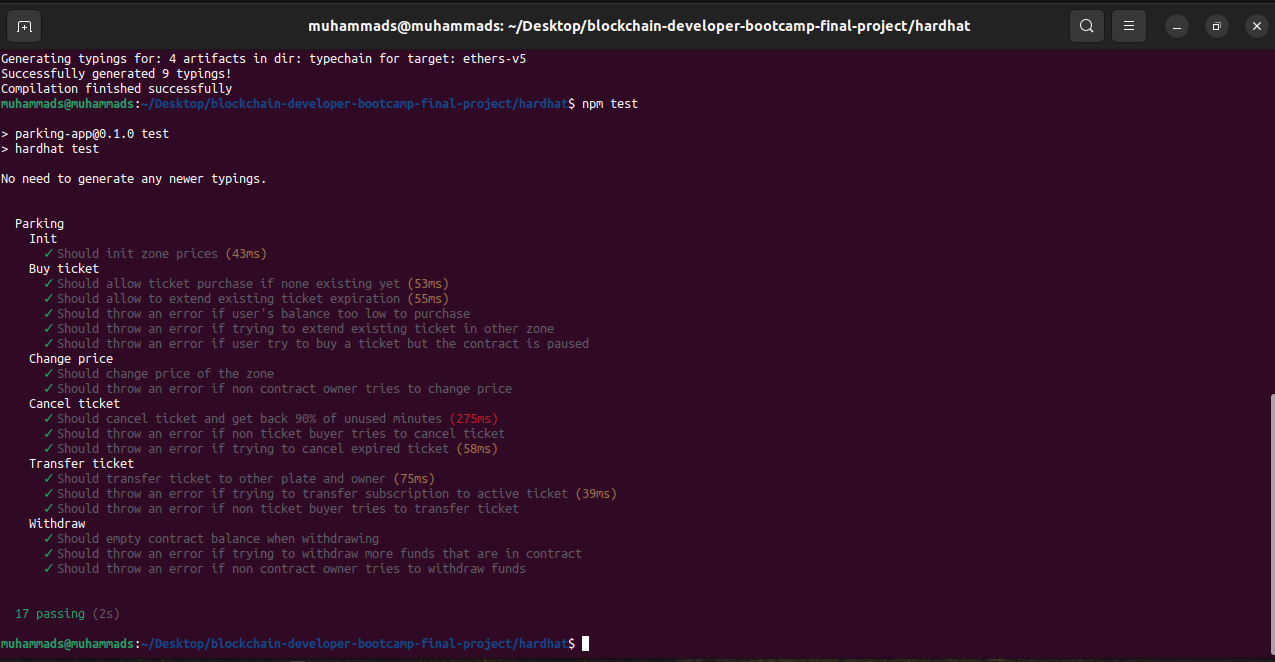 muhammads@muhammads: ~/Desktop/blockchain-developer-bootcamp-final-project/hardhat
Generating typings for: 4 artifacts in dir: typechain for target: ethers-v5
Successfully generated 9 typings!
Compilation finished successfully
muhammads@muhammads:~/Desktop/blockchain-developer-bootcamp-final-project/hardhat$ npm test
> parking-app@0.1.0 test
> hardhat test
No need to generate any newer typings.
Parking
Init
✓ Should init zone prices (43ms)
Buy ticket
✓ Should allow ticket purchase if none existing yet (53ms)
✓ Should allow to extend existing ticket expiration (55ms)
✓ Should throw an error if user's balance too low to purchase
✓ Should throw an error if trying to extend existing ticket in other zone
✓ Should throw an error if user try to buy a ticket but the contract is paused
Change price
✓ Should change price of the zone
✓ Should throw an error if non contract owner tries to change price
Cancel ticket
✓ Should cancel ticket and get back 90% of unused minutes (275ms)
✓ Should throw an error if non ticket buyer tries to cancel ticket
✓ Should throw an error if trying to cancel expired ticket (58ms)
Transfer ticket
✓ Should transfer ticket to other plate and owner (75ms)
✓ Should throw an error if trying to transfer subscription to active ticket (39ms)
✓ Should throw an error if non ticket buyer tries to transfer ticket
Withdraw
✓ Should empty contract balance when withdrawing
✓ Should throw an error if trying to withdraw more funds that are in contract
✓ Should throw an error if non contract owner tries to withdraw funds
17 passing (2s)
muhammads@muhammads:~/Desktop/blockchain-developer-bootcamp-final-project/hardhat$